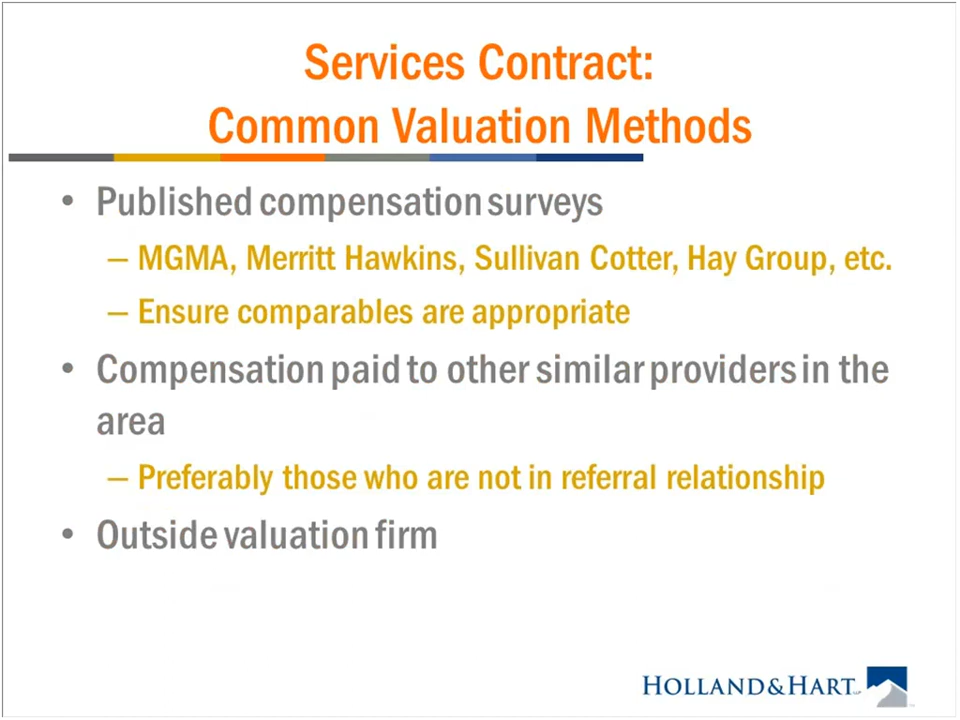 Services Contract:
Common Valuation Methods
• Published compensation surveys
– MGMA, Merritt Hawkins, Sullivan Cotter, Hay Group, etc.
– Ensure comparables are appropriate
• Compensation paid to other similar providers in the
area
– Preferably those who are not in referral relationship
• Outside valuation firm
HOLLAND&HART